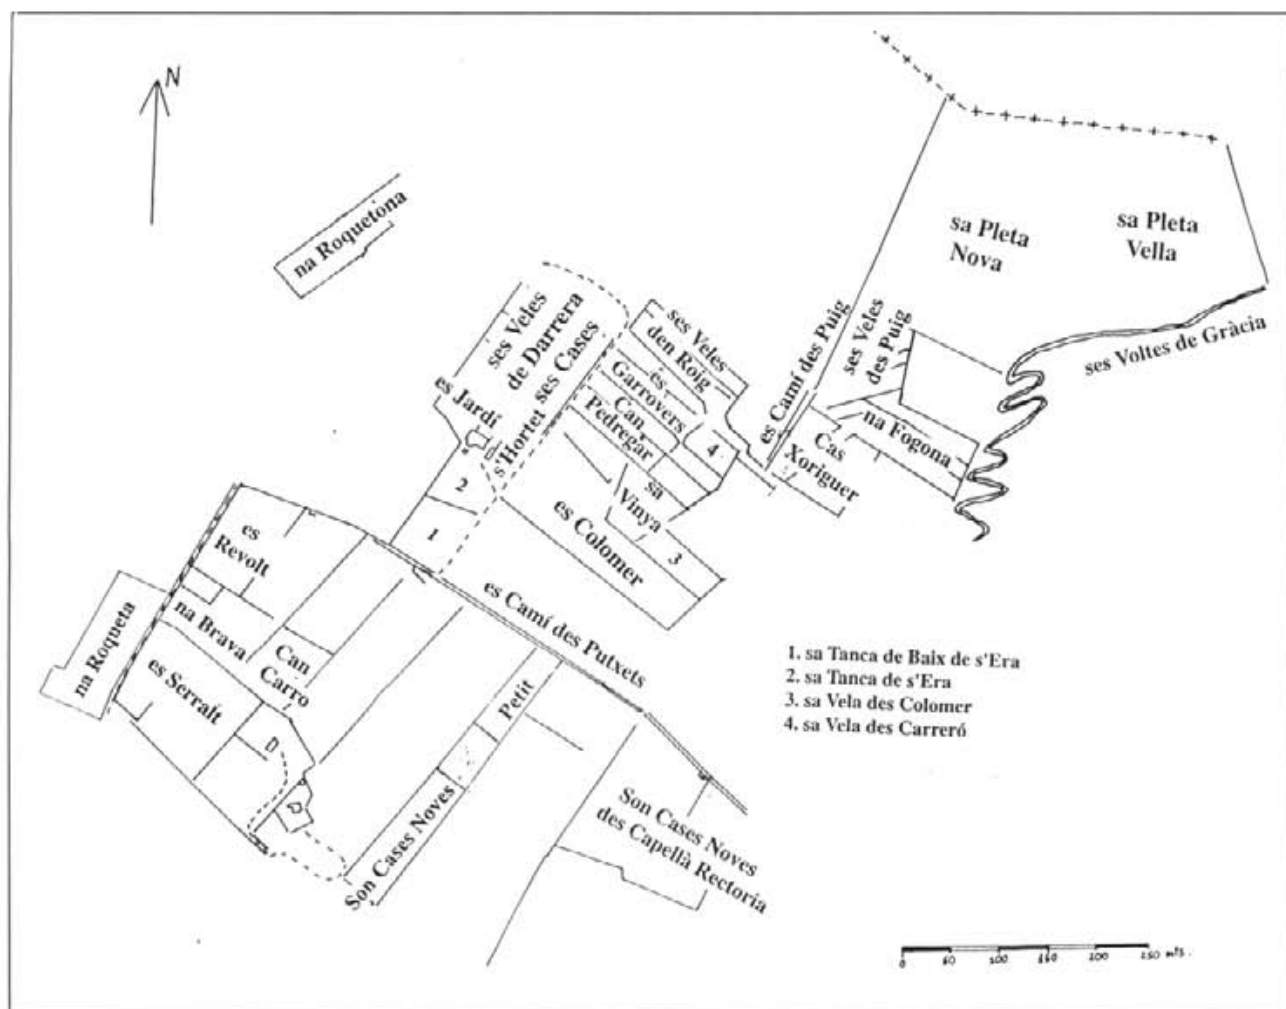 N
na Roquetona
sa Pleta
Nova
sa Pleta
Vella
ses Voltes de Gràcia
es Camí des Puig
ses Veles
des Puig
na Fogona
Cas
Xoriguer
ses Veles
den Roig
es
Garrovers
Can
Pedregar
4
sa
Vinya
3
es Colomer
ses Veles
de Darrera
ses Cases
s'Hortet
es Jardí
2
1
es Camí des Putxets
es
Revolt
na Roqueta
na Brava
es Serralt
Can
Carro
Petit
Son Cases Noves
Son Cases Noves
des Capellà Rectoria
1. sa Tanca de Baix de s'Era
2. sa Tanca de s'Era
3. sa Vela des Colomer
4. sa Vela des Carreró
0 50 100 150 200 250 mts.